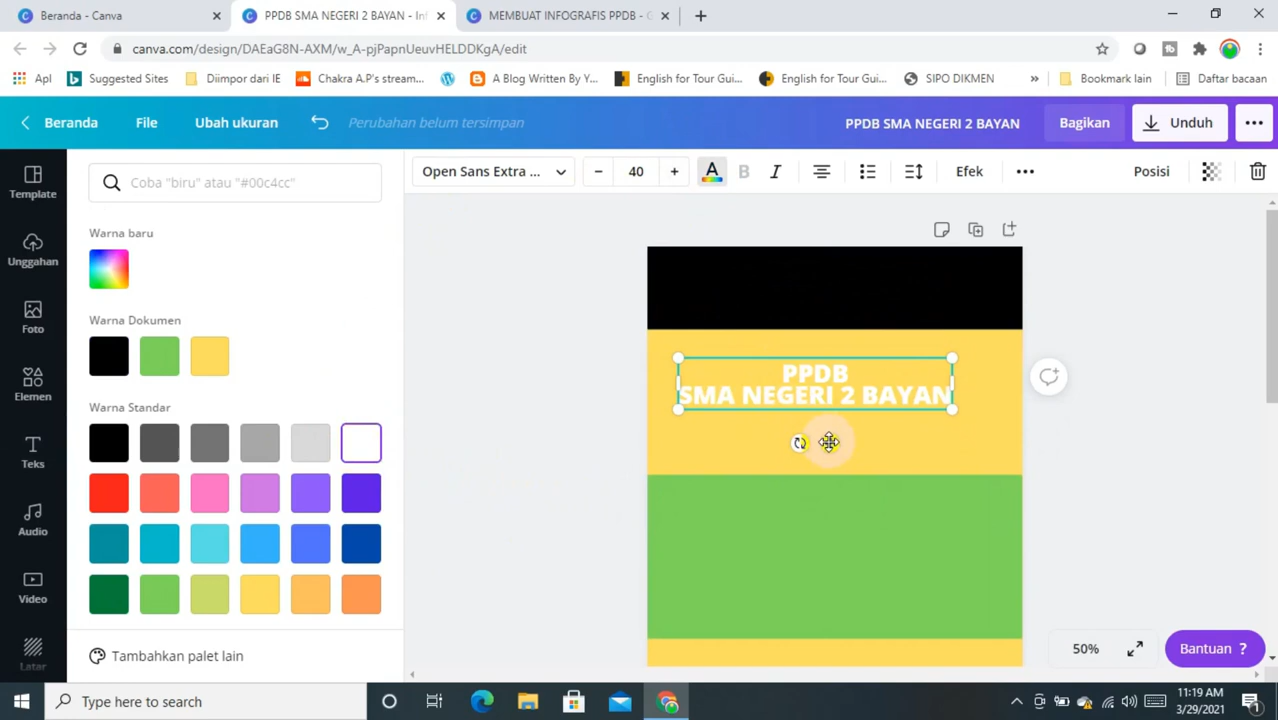 Beranda - Canva
PPDB SMA NEGERI 2 BAYAN - Inf
MEMBUAT INFOGRAFIS PPDB - G
canva.com/design/DAEaG8N-AXM/w_A-pjPapnUeuvHELDDKgA/edit
Apl
Suggested Sites
Diimpor dari IE
Chakra A.P's stream...
A Blog Written By Y...
English for Tour Gui...
English for Tour Gui...
SIPO DIKMEN
»
Bookmark lain
Daftar bacaan
Beranda
File
Ubah ukuran
Perubahan belum tersimpan
PPDB SMA NEGERI 2 BAYAN
Bagikan
Unduh
Template
Unggahan
Foto
Elemen
Teks
Audio
Video
Latar
Coba "biru" atau "#00c4cc"
Warna baru
Warna Dokumen
Warna Standar
Tambahkan palet lain
Open Sans Extra ...
40
A
B
I
Efek
Posisi
PPDB
SMA NEGERI 2 BAYAN
50%
Bantuan ?
Type here to search
11:19 AM
3/29/2021
1